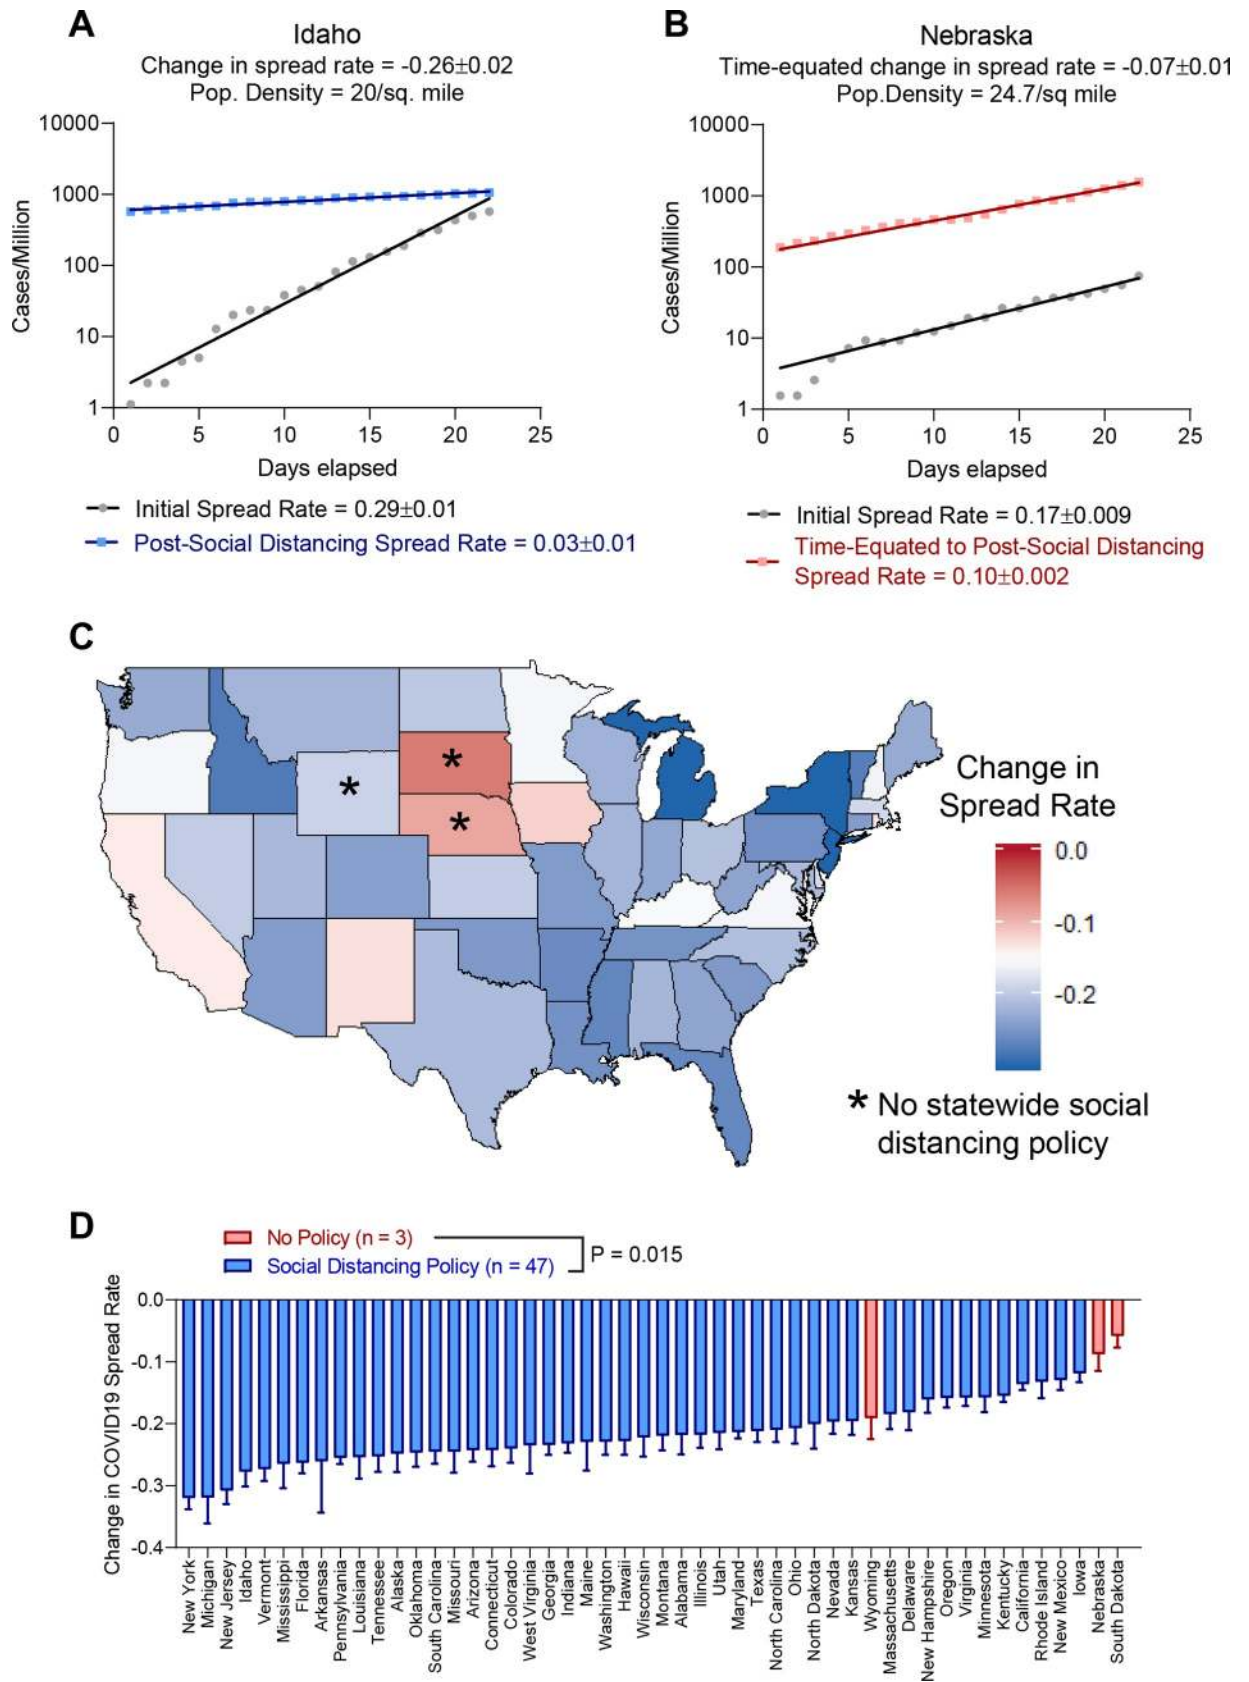 A
Idaho
Change in spread rate = -0.26±0.02
Pop. Density = 20/sq. mile
10000
1000
100
10
1
Cases/Million
0 5 10 15 20 25
Days elapsed
Initial Spread Rate = 0.29±0.01
Post-Social Distancing Spread Rate = 0.03±0.01
B
Nebraska
Time-equated change in spread rate = -0.07±0.01
Pop.Density = 24.7/sq mile
10000
1000
100
10
1
Cases/Million
0 5 10 15 20 25
Days elapsed
Initial Spread Rate = 0.17±0.009
Time-Equated to Post-Social Distancing
Spread Rate = 0.10±0.002
C
*
*
*
Change in
Spread Rate
0.0
-0.1
-0.2
* No statewide social
distancing policy
D
No Policy (n = 3)
Social Distancing Policy (n = 47)
P = 0.015
Change in COVID19 Spread Rate
0.0
-0.1
-0.2
-0.3
-0.4
New York
Michigan
New Jersey
Idaho
Vermont
Mississippi
Florida
Arkansas
Pennsylvania
Louisiana
Tennessee
Alaska
Oklahoma
South Carolina
Missouri
Arizona
Connecticut
Colorado
West Virginia
Georgia
Indiana
Maine
Washington
Hawaii
Wisconsin
Montana
Alabama
Illinois
Utah
Maryland
Texas
North Carolina
Ohio
North Dakota
Nevada
Kansas
Wyoming
Massachusetts
Delaware
New Hampshire
Oregon
Virginia
Minnesota
Kentucky
California
Rhode Island
New Mexico
Iowa
Nebraska
South Dakota